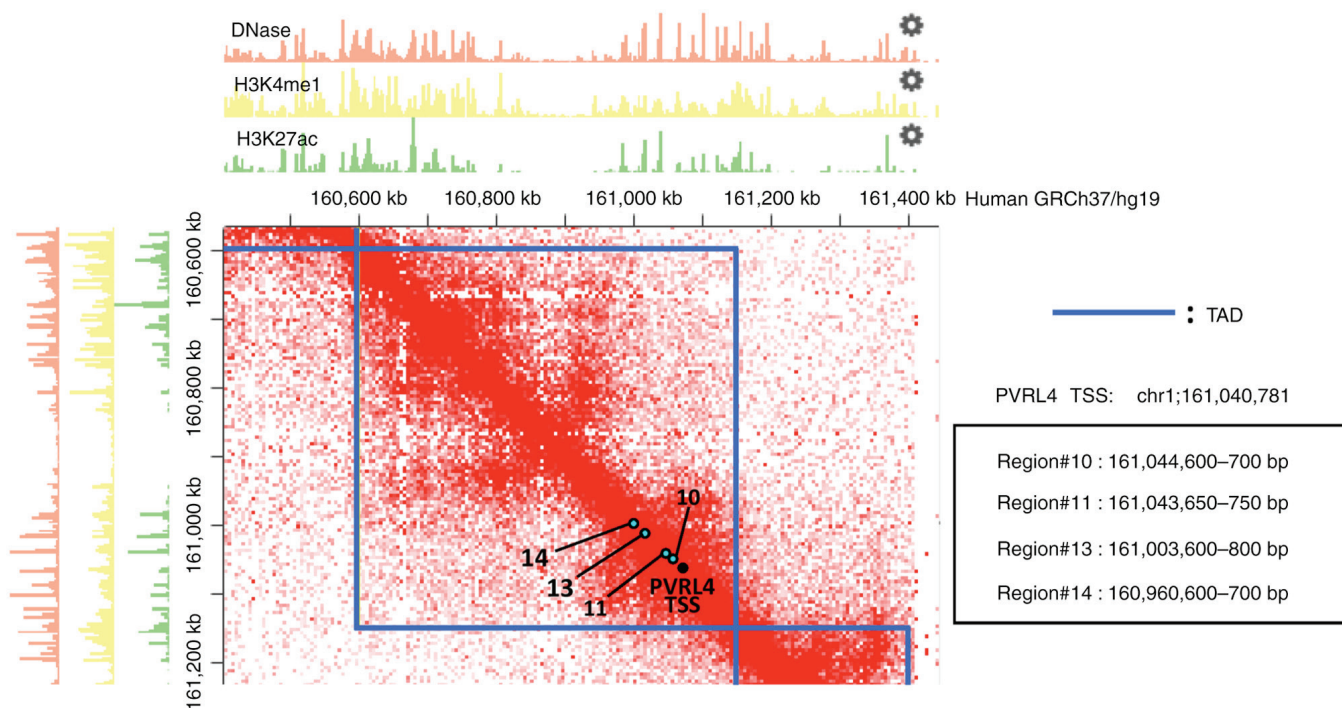 DNase
H3K4me1
H3K27ac
160,600 kb 160,800 kb 161,000 kb 161,200 kb 161,400 kb Human GRCh37/hg19
160,600 kb
160,800 kb
161,000 kb
161,200 kb
: TAD
PVRL4 TSS: chr1;161,040,781
Region#10 : 161,044,600–700 bp
Region#11 : 161,043,650–750 bp
Region#13 : 161,003,600–800 bp
Region#14 : 160,960,600–700 bp
10
14
13
11
PVRL4
TSS